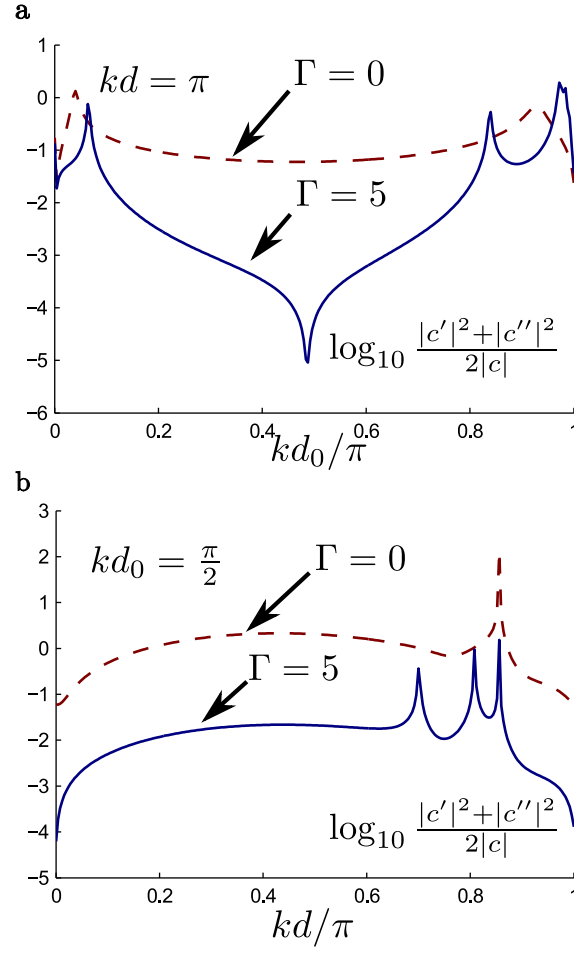 a
1
0
−1
−2
−3
−4
−5
−6
kd = π
Γ = 0
Γ = 5
log₁₀ |c′|²+|c″|² / 2|c|
0 0.2 0.4 0.6 0.8 1
kd₀/π
b
3
2
1
0
−1
−2
−3
−4
−5
kd₀ = π/2
Γ = 0
Γ = 5
log₁₀ |c′|²+|c″|² / 2|c|
0 0.2 0.4 0.6 0.8 1
kd/π